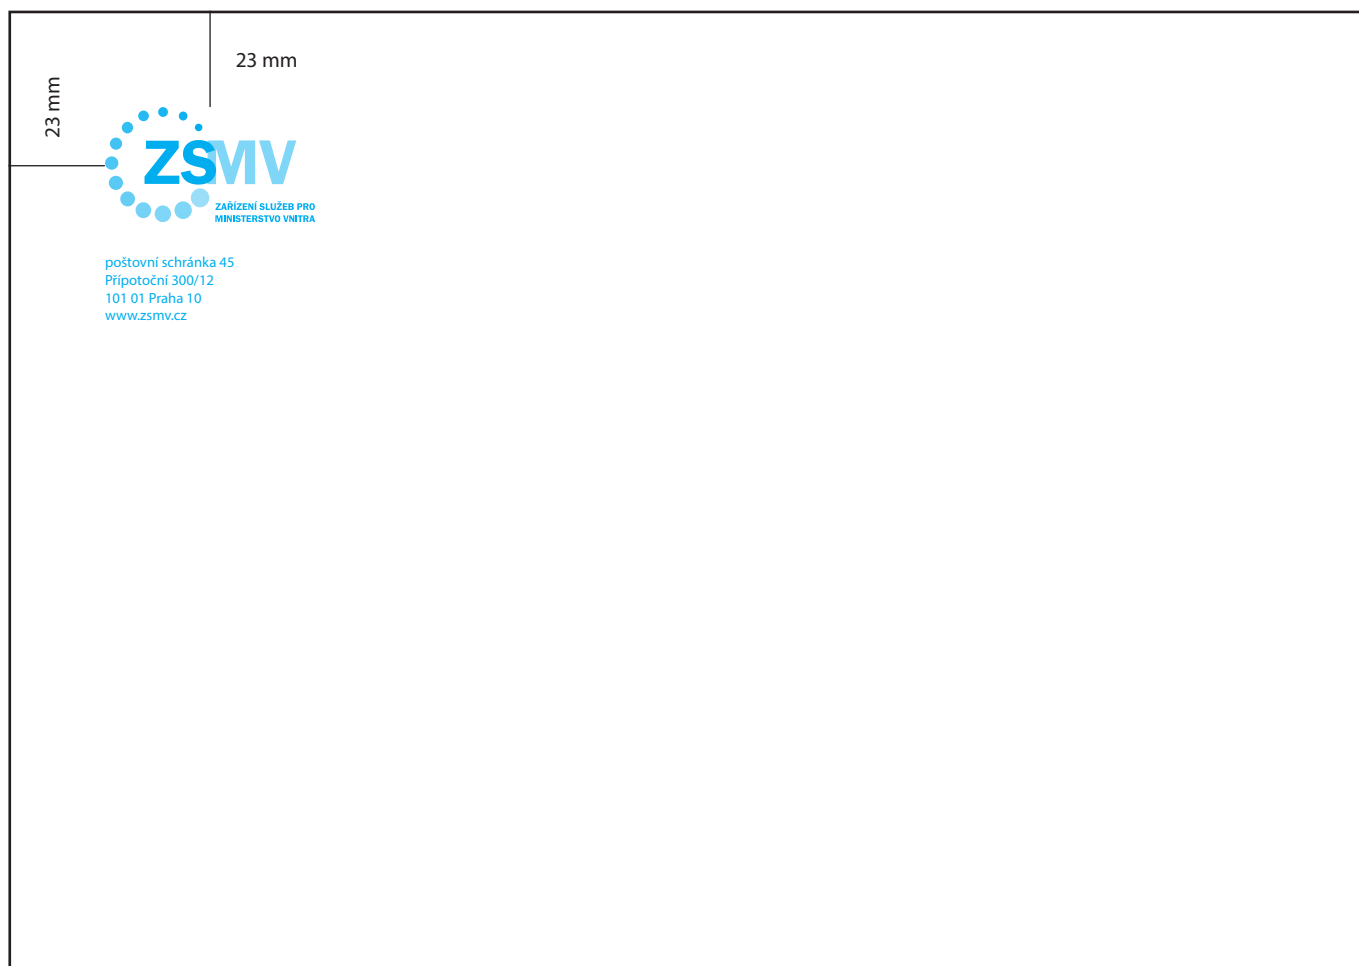 23 mm
23 mm
ZSMV
ZAŘÍZENÍ SLUŽEB PRO
MINISTERSTVO VNITRA
poštovní schránka 45
Přípotoční 300/12
101 01 Praha 10
www.zsmv.cz